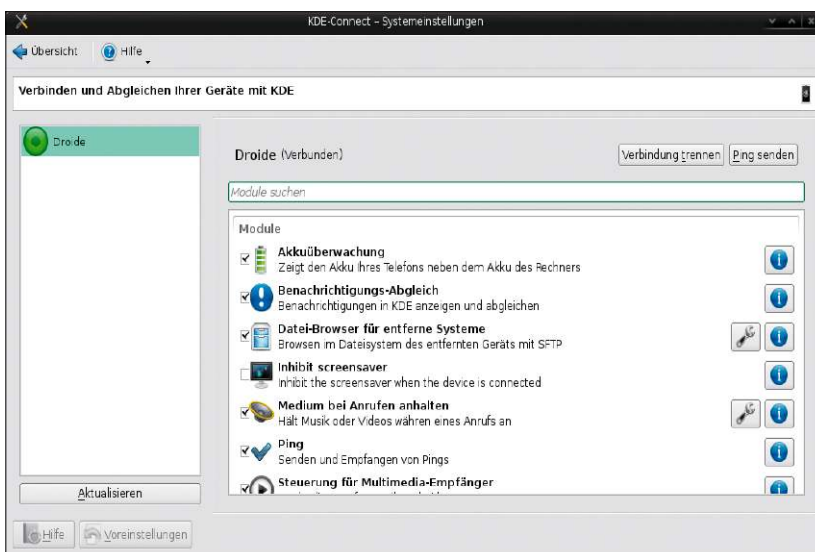 KDE-Connect – Systemeinstellungen
Übersicht Hilfe
Verbinden und Abgleichen Ihrer Geräte mit KDE
Droide
Droide (Verbunden)
Verbindung trennen
Ping senden
Module suchen
Module
Akkuüberwachung
Zeigt den Akku Ihres Telefons neben dem Akku des Rechners
Benachrichtigungs-Abgleich
Benachrichtigungen in KDE anzeigen und abgleichen
Datei-Browser für entferne Systeme
Browsen im Dateisystem des entfernten Geräts mit SFTP
Inhibit screensaver
Inhibit the screensaver when the device is connected
Medium bei Anrufen anhalten
Hält Musik oder Videos währen eines Anrufs an
Ping
Senden und Empfangen von Pings
Steuerung für Multimedia-Empfänger
Aktualisieren
Hilfe
Voreinstellungen